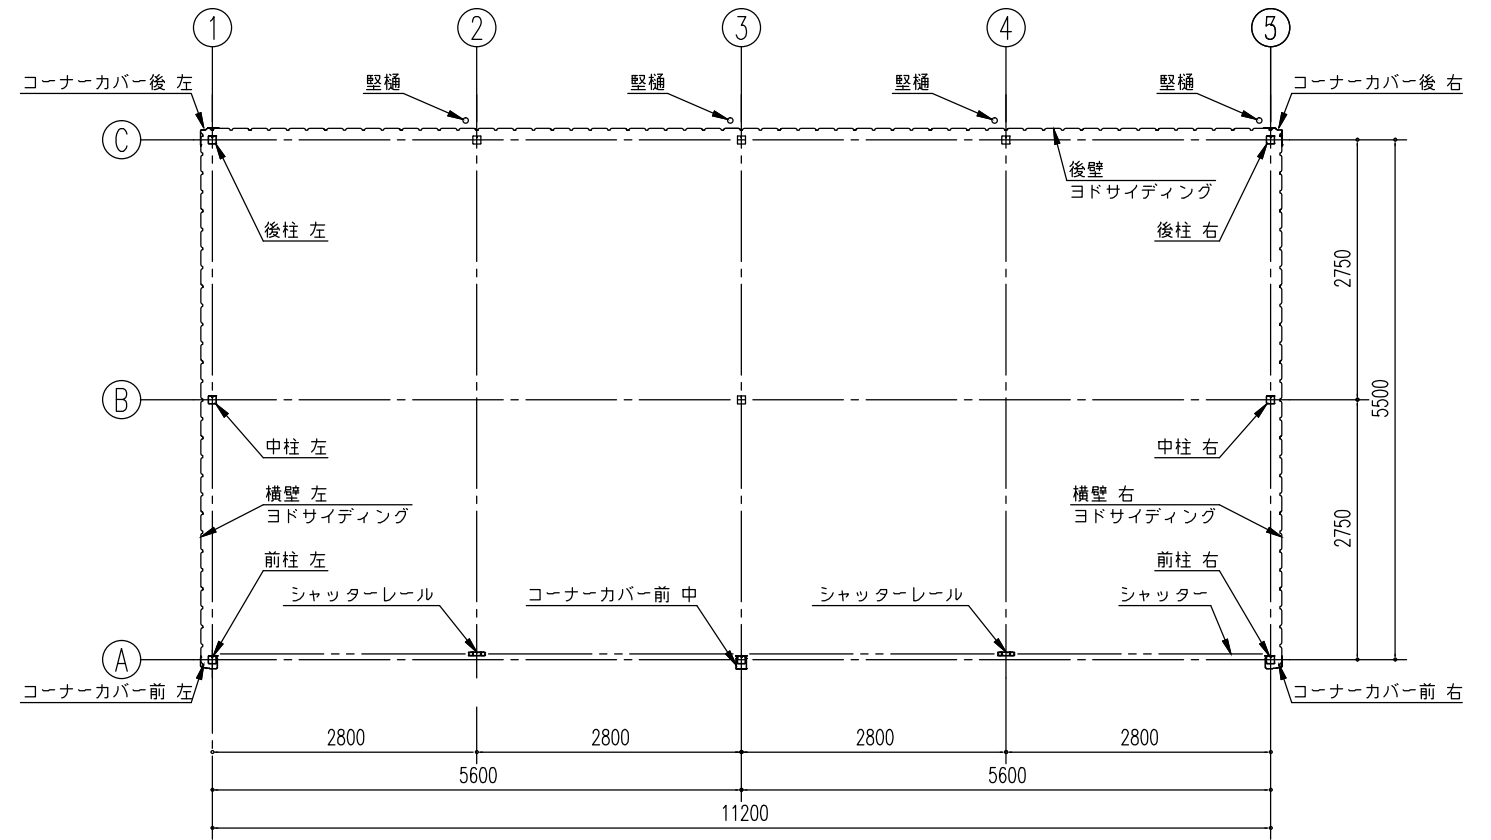 1
2
3
4
5
コーナーカバー後 左
堅樋
堅樋
堅樋
堅樋
コーナーカバー後 右
C
後壁
ヨドサイディング
後柱 左
後柱 右
2750
B
5500
中柱 左
中柱 右
横壁 左
ヨドサイディング
横壁 右
ヨドサイディング
2750
前柱 左
前柱 右
シャッターレール
コーナーカバー前 中
シャッターレール
シャッター
A
コーナーカバー前 左
コーナーカバー前 右
2800
2800
2800
2800
5600
5600
11200